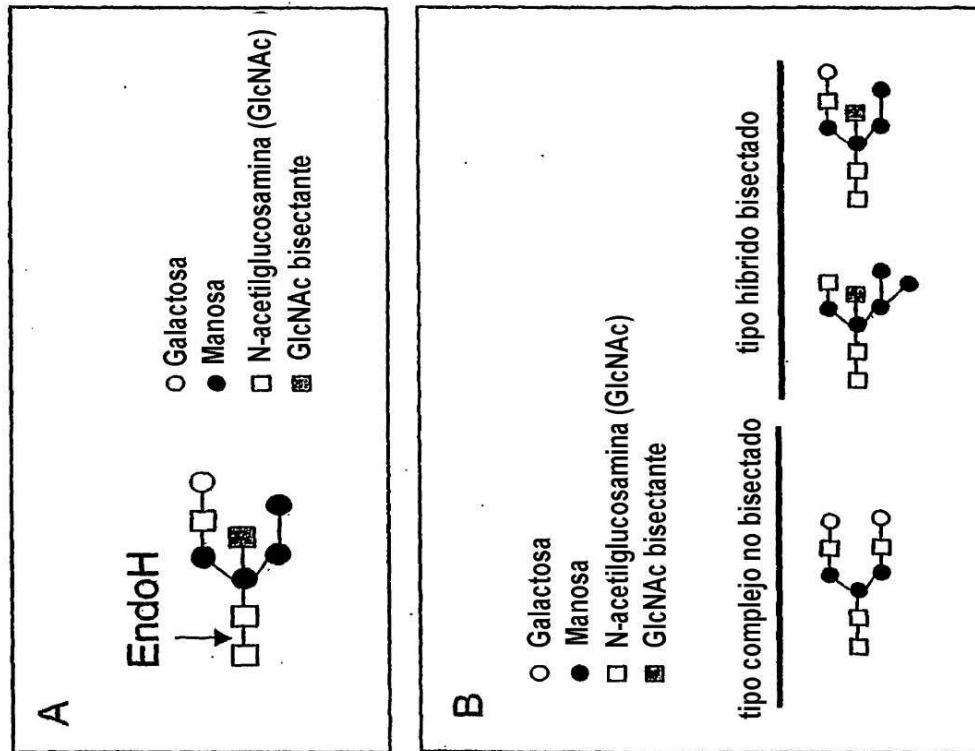 A
EndoH
Galactosa
Manosa
N-acetilglucosamina (GlcNAc)
GlcNAc bisectante
B
Galactosa
Manosa
N-acetilglucosamina (GlcNAc)
GlcNAc bisectante
tipo complejo no bisectado
tipo híbrido bisectado